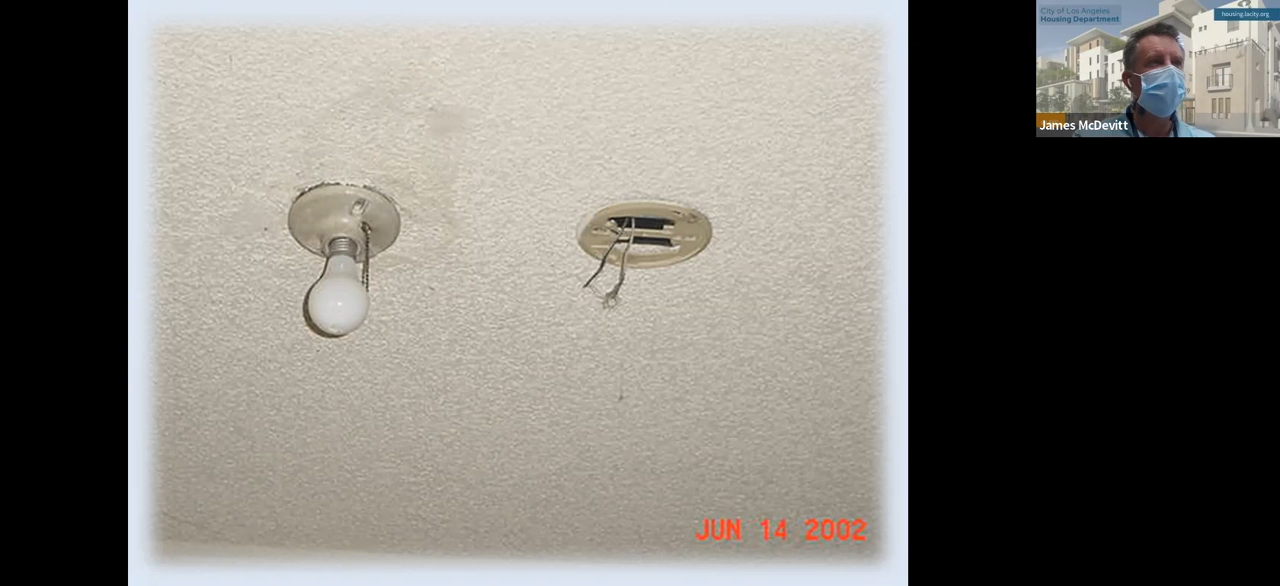 JUN 14 2002
City of Los Angeles
Housing Department
housing.lacity.org
James McDevitt